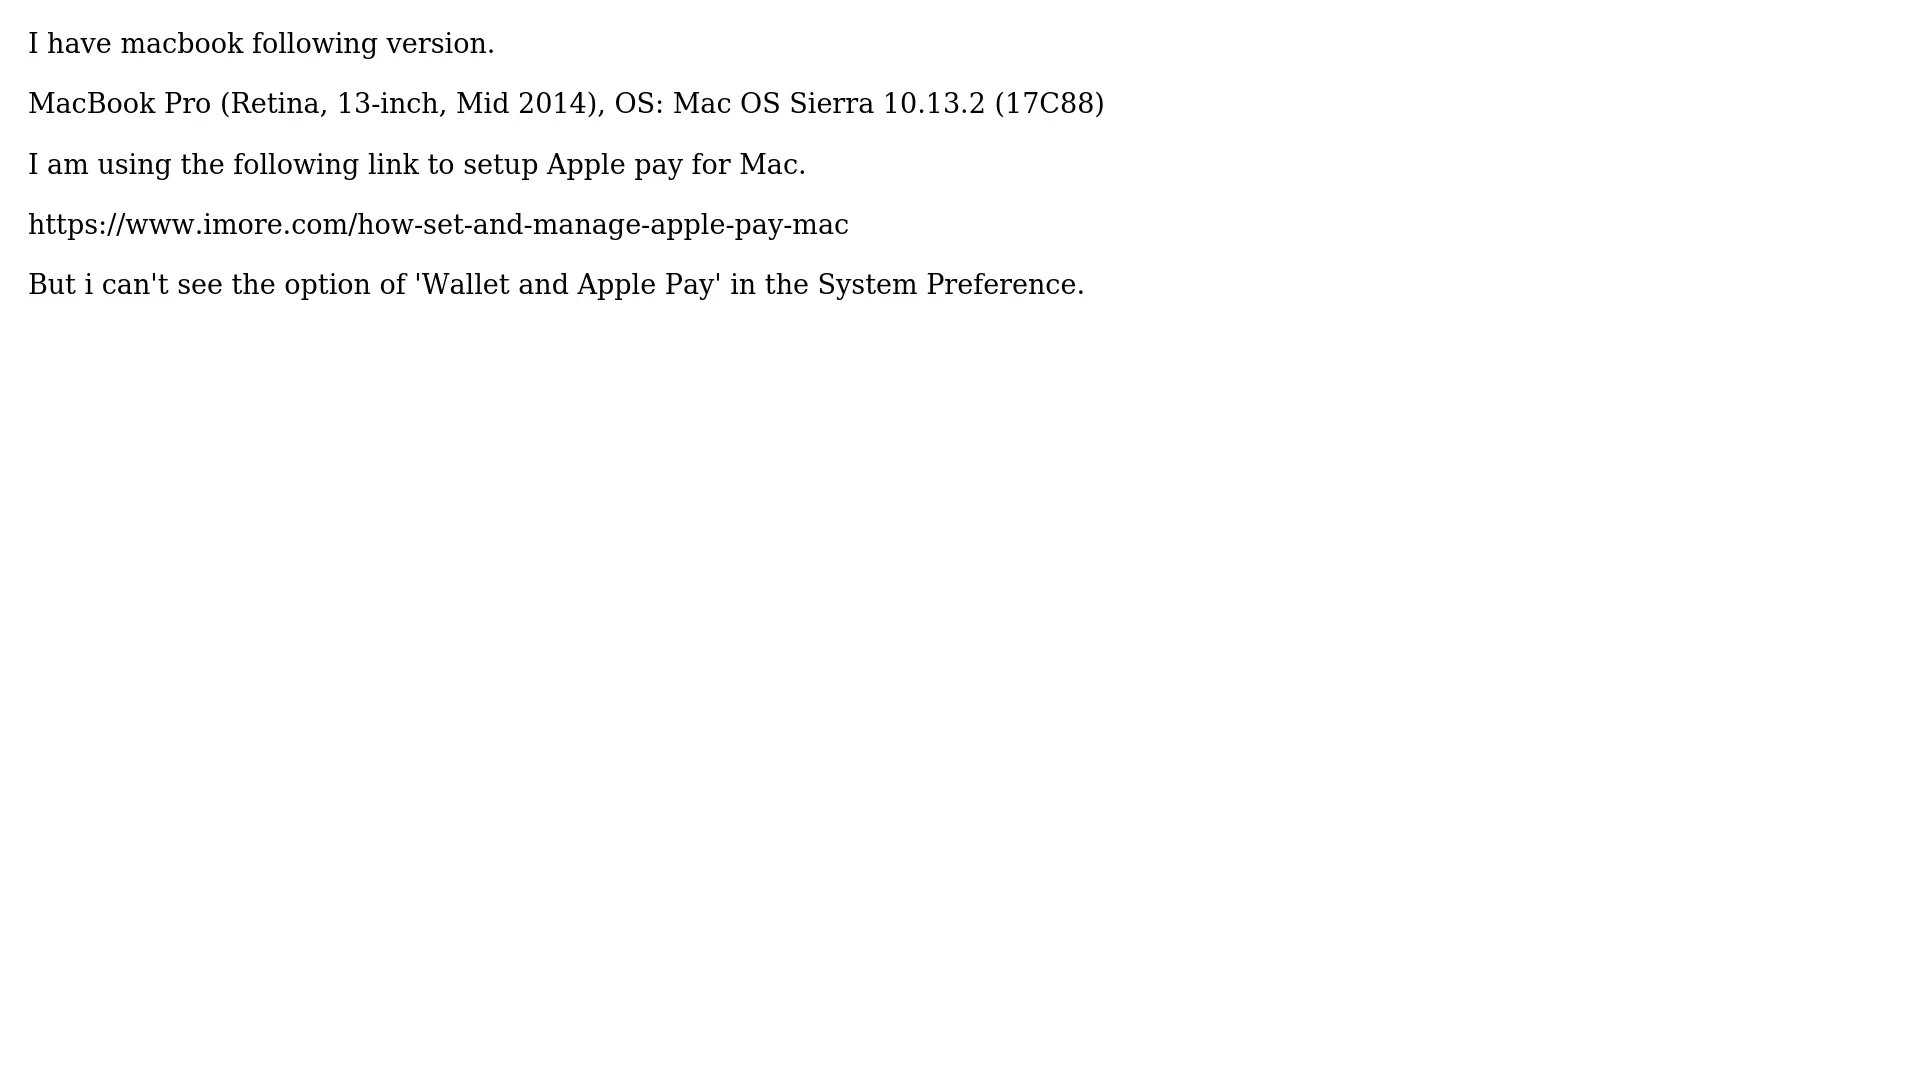 I have macbook following version.
MacBook Pro (Retina, 13-inch, Mid 2014), OS: Mac OS Sierra 10.13.2 (17C88)
I am using the following link to setup Apple pay for Mac.
https://www.imore.com/how-set-and-manage-apple-pay-mac
But i can't see the option of 'Wallet and Apple Pay' in the System Preference.